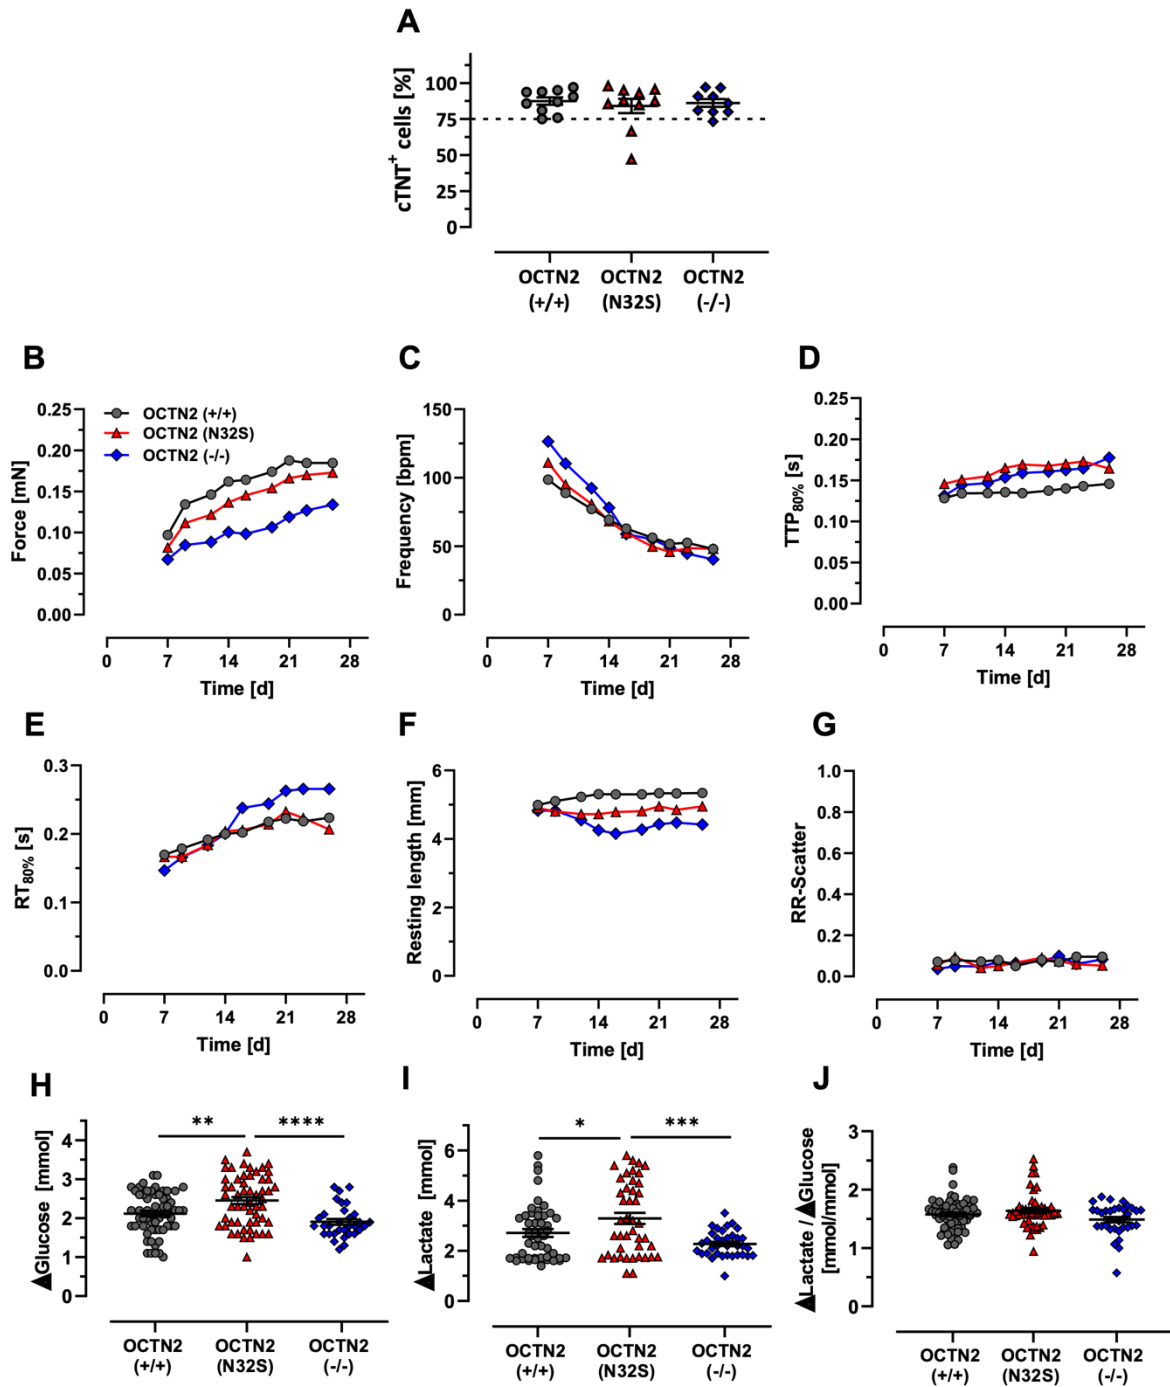 A
cTNT+ cells [%]
100
75
50
25
0
OCTN2 OCTN2 OCTN2
(+/+) (N32S) (-/-)
B
Force [mN]
0.25
0.20
0.15
0.10
0.05
0.00
OCTN2 (+/+)
OCTN2 (N32S)
OCTN2 (-/-)
0 7 14 21 28
Time [d]
C
Frequency [bpm]
150
100
50
0
0 7 14 21 28
Time [d]
D
TTP80% [s]
0.25
0.20
0.15
0.10
0.05
0.00
0 7 14 21 28
Time [d]
E
RT80% [s]
0.3
0.2
0.1
0.0
0 7 14 21 28
Time [d]
F
Resting length [mm]
6
4
2
0
0 7 14 21 28
Time [d]
G
RR-Scatter
1.0
0.8
0.6
0.4
0.2
0.0
0 7 14 21 28
Time [d]
H
▲Glucose [mmol]
4
3
2
1
0
** ****
OCTN2 OCTN2 OCTN2
(+/+) (N32S) (-/-)
I
▲Lactate [mmol]
6
4
2
0
* ***
OCTN2 OCTN2 OCTN2
(+/+) (N32S) (-/-)
J
▲Lactate / ▲Glucose
[mmol/mmol]
3
2
1
0
OCTN2 OCTN2 OCTN2
(+/+) (N32S) (-/-)